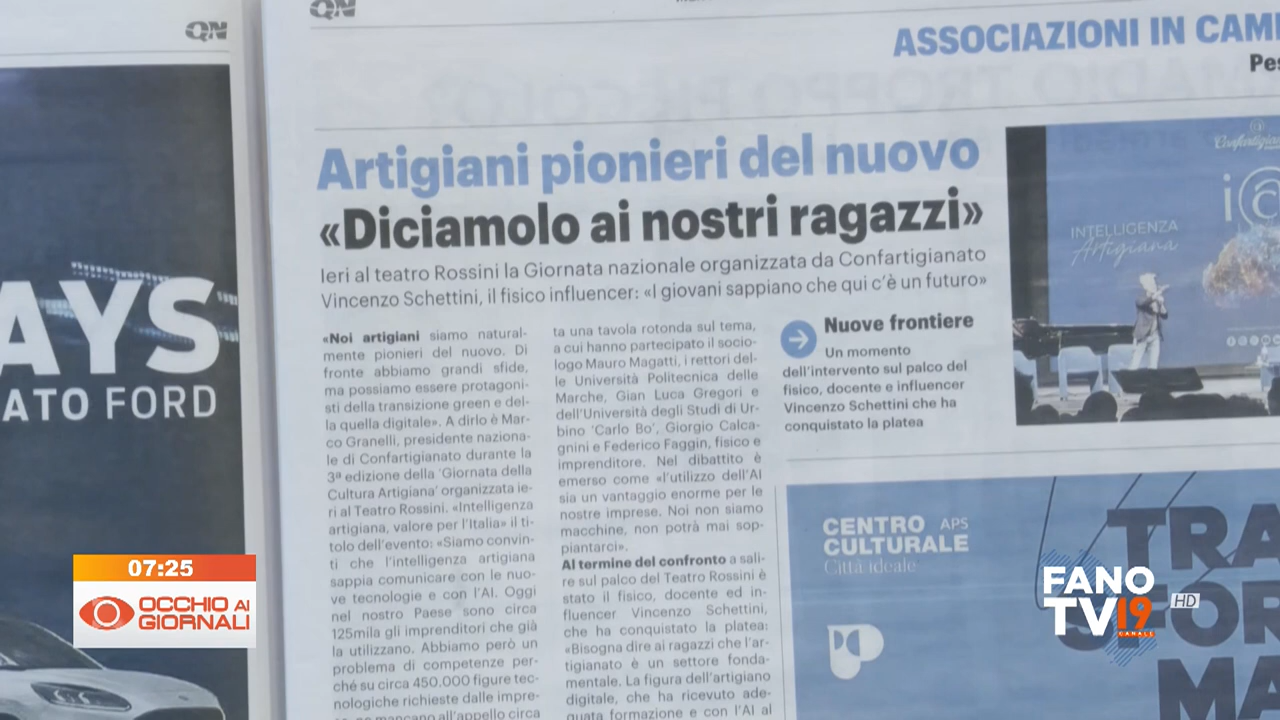 QN
QN
ASSOCIAZIONI IN
Artigiani pionieri del nuovo
«Diciamolo ai nostri ragazzi»
Ieri al teatro Rossini la Giornata nazionale organizzata da Confartigianato
Vincenzo Schettini, il fisico influencer: «I giovani sappiano che qui c'è un futuro»
«Noi artigiani siamo natural-
mente pionieri del nuovo. Di
fronte abbiamo grandi sfide,
ma possiamo essere protagoni-
sti della transizione green e del-
la quella digitale». A dirlo è Mar-
co Granelli, presidente naziona-
le di Confartigianato durante la
3ª edizione della 'Giornata della
Cultura Artigiana' organizzata ie-
ri al Teatro Rossini. «Intelligenza
artigiana, valore per l'Italia» il ti-
tolo dell'evento: «Siamo convin-
ti che l'intelligenza artigiana
sappia comunicare con le nuo-
ve tecnologie e con l'AI. Oggi
nel nostro Paese sono circa
125mila gli imprenditori che già
la utilizzano. Abbiamo però un
problema di competenze per-
ché su circa 450.000 figure tec-
nologiche richieste dalle impre-
mancano all'appello circa
ta una tavola rotonda sul tema,
a cui hanno partecipato il socio-
logo Mauro Magatti, i rettori del-
le Università Politecnica delle
Marche, Gian Luca Gregori e
dell'Università degli Studi di Ur-
bino 'Carlo Bo', Giorgio Calca-
gnini e Federico Faggin, fisico e
imprenditore. Nel dibattito è
emerso come «l'utilizzo dell'AI
sia un vantaggio enorme per le
nostre imprese. Noi non siamo
macchine, non potrà mai sop-
piantarci».
Al termine del confronto a sali-
re sul palco del Teatro Rossini è
stato il fisico, docente ed in-
fluencer Vincenzo Schettini,
che ha conquistato la platea:
«Bisogna dire ai ragazzi che l'ar-
tigianato è un settore fonda-
mentale. La figura dell'artigiano
digitale, che ha ricevuto ade-
quata formazione e con l'AI al
Nuove frontiere
Un momento
dell'intervento sul palco del
fisico, docente e influencer
Vincenzo Schettini che ha
conquistato la platea
INTELLIGENZA
Artigiana
i@
AYS
ATO FORD
CENTRO APS
CULTURALE
Città ideale
TRA
SFOR
MA
07:25
OCCHIO AI
GIORNALI
FANO
TV19 HD
CANALE